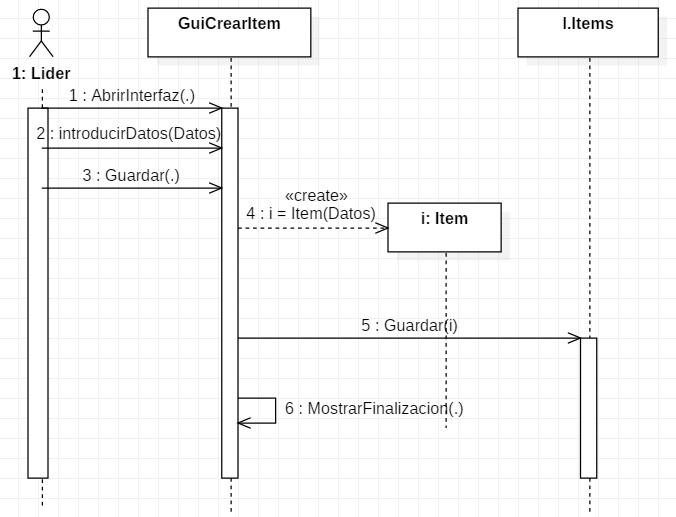 GuiCrearItem
I.Items
1: Lider
1 : AbrirInterfaz(.)
2 : introducirDatos(Datos)
3 : Guardar(.)
«create»
4 : i = Item(Datos)
i: Item
5 : Guardar(i)
6 : MostrarFinalizacion(.)